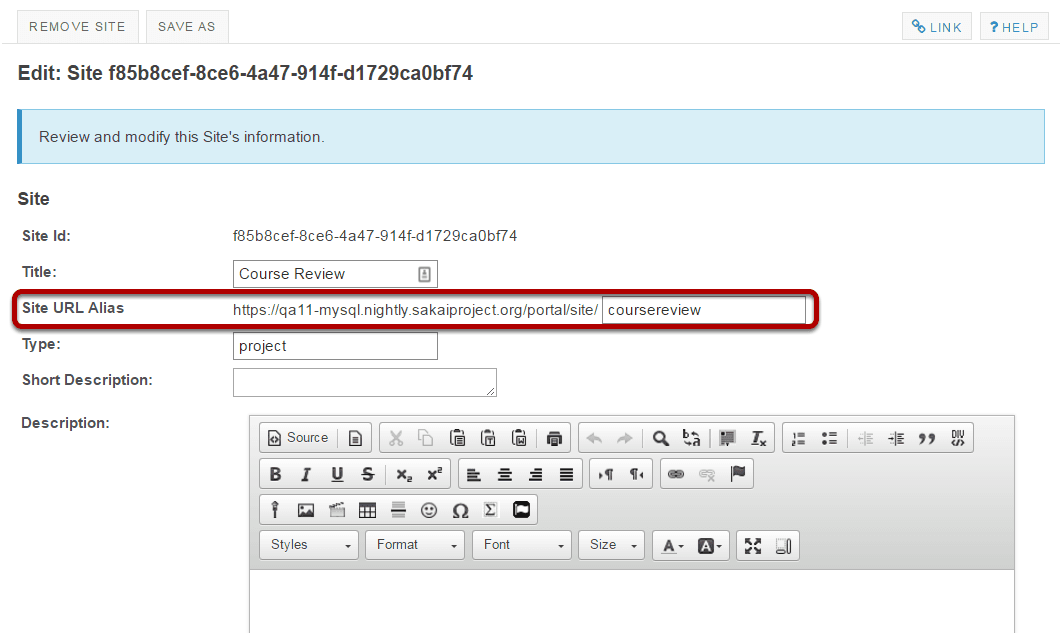 REMOVE SITE SAVE AS LINK ? HELP
Edit: Site f85b8cef-8ce6-4a47-914f-d1729ca0bf74
Review and modify this Site's information.
Site
Site Id: f85b8cef-8ce6-4a47-914f-d1729ca0bf74
Title: Course Review
Site URL Alias https://qa11-mysql.nightly.sakaiproject.org/portal/site/ coursereview
Type: project
Short Description:
Description:
Source
B I U S x₂ x²
Ω Σ
Styles Format Font Size A A